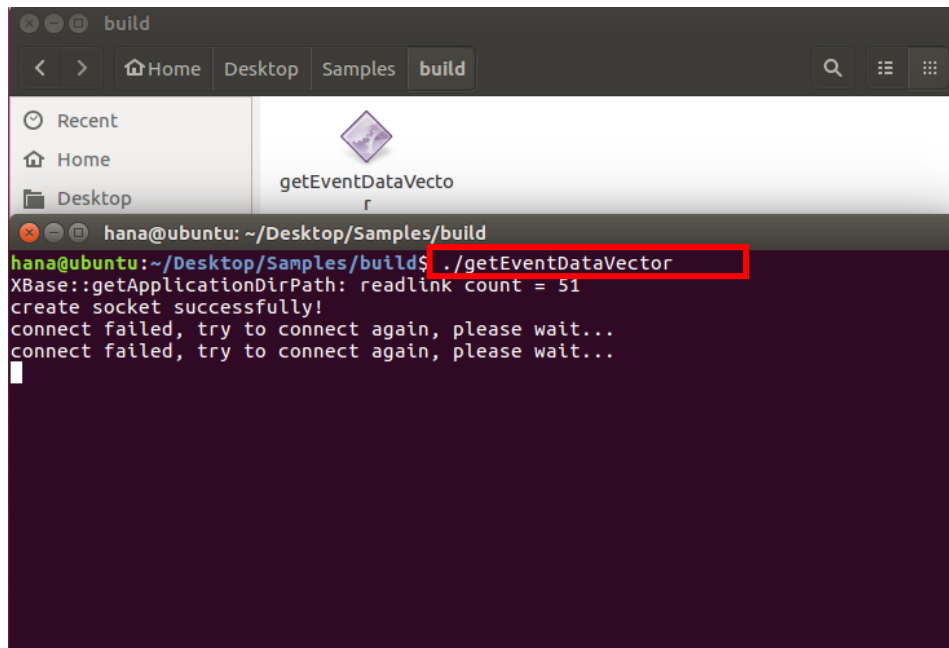 build
Home Desktop Samples build
Recent
Home
Desktop
getEventDataVecto
r
hana@ubuntu: ~/Desktop/Samples/build
hana@ubuntu:~/Desktop/Samples/build$ ./getEventDataVector
XBase::getApplicationDirPath: readlink count = 51
create socket successfully!
connect failed, try to connect again, please wait...
connect failed, try to connect again, please wait...